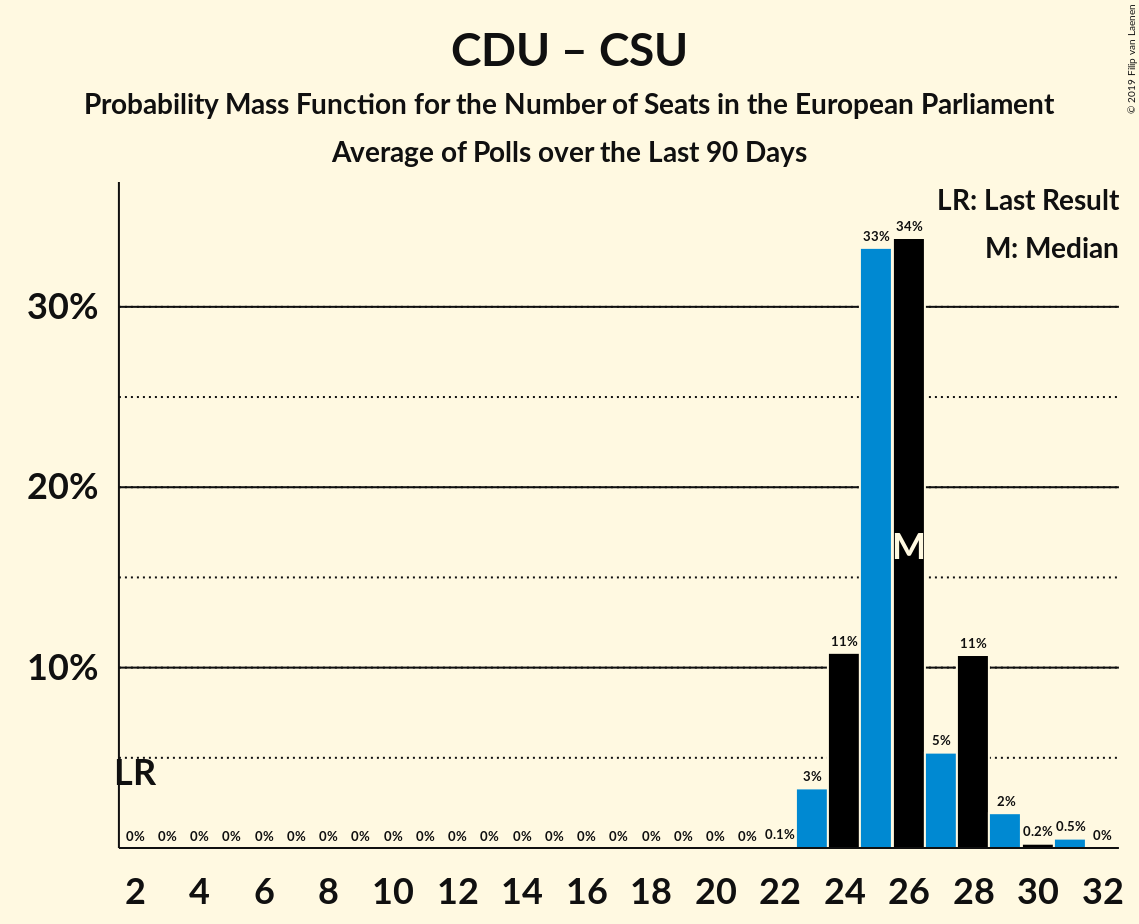 CDU – CSU
Probability Mass Function for the Number of Seats in the European Parliament
Average of Polls over the Last 90 Days
© 2019 Filip van Laenen
LR: Last Result
M: Median
34%
33%
30%
20%
M
11%
11%
10%
5%
LR
3%
2%
0% 0% 0% 0% 0% 0% 0% 0% 0% 0% 0% 0% 0% 0% 0% 0% 0% 0% 0% 0% 0.1% 0.2% 0.5% 0%
2 4 6 8 10 12 14 16 18 20 22 24 26 28 30 32